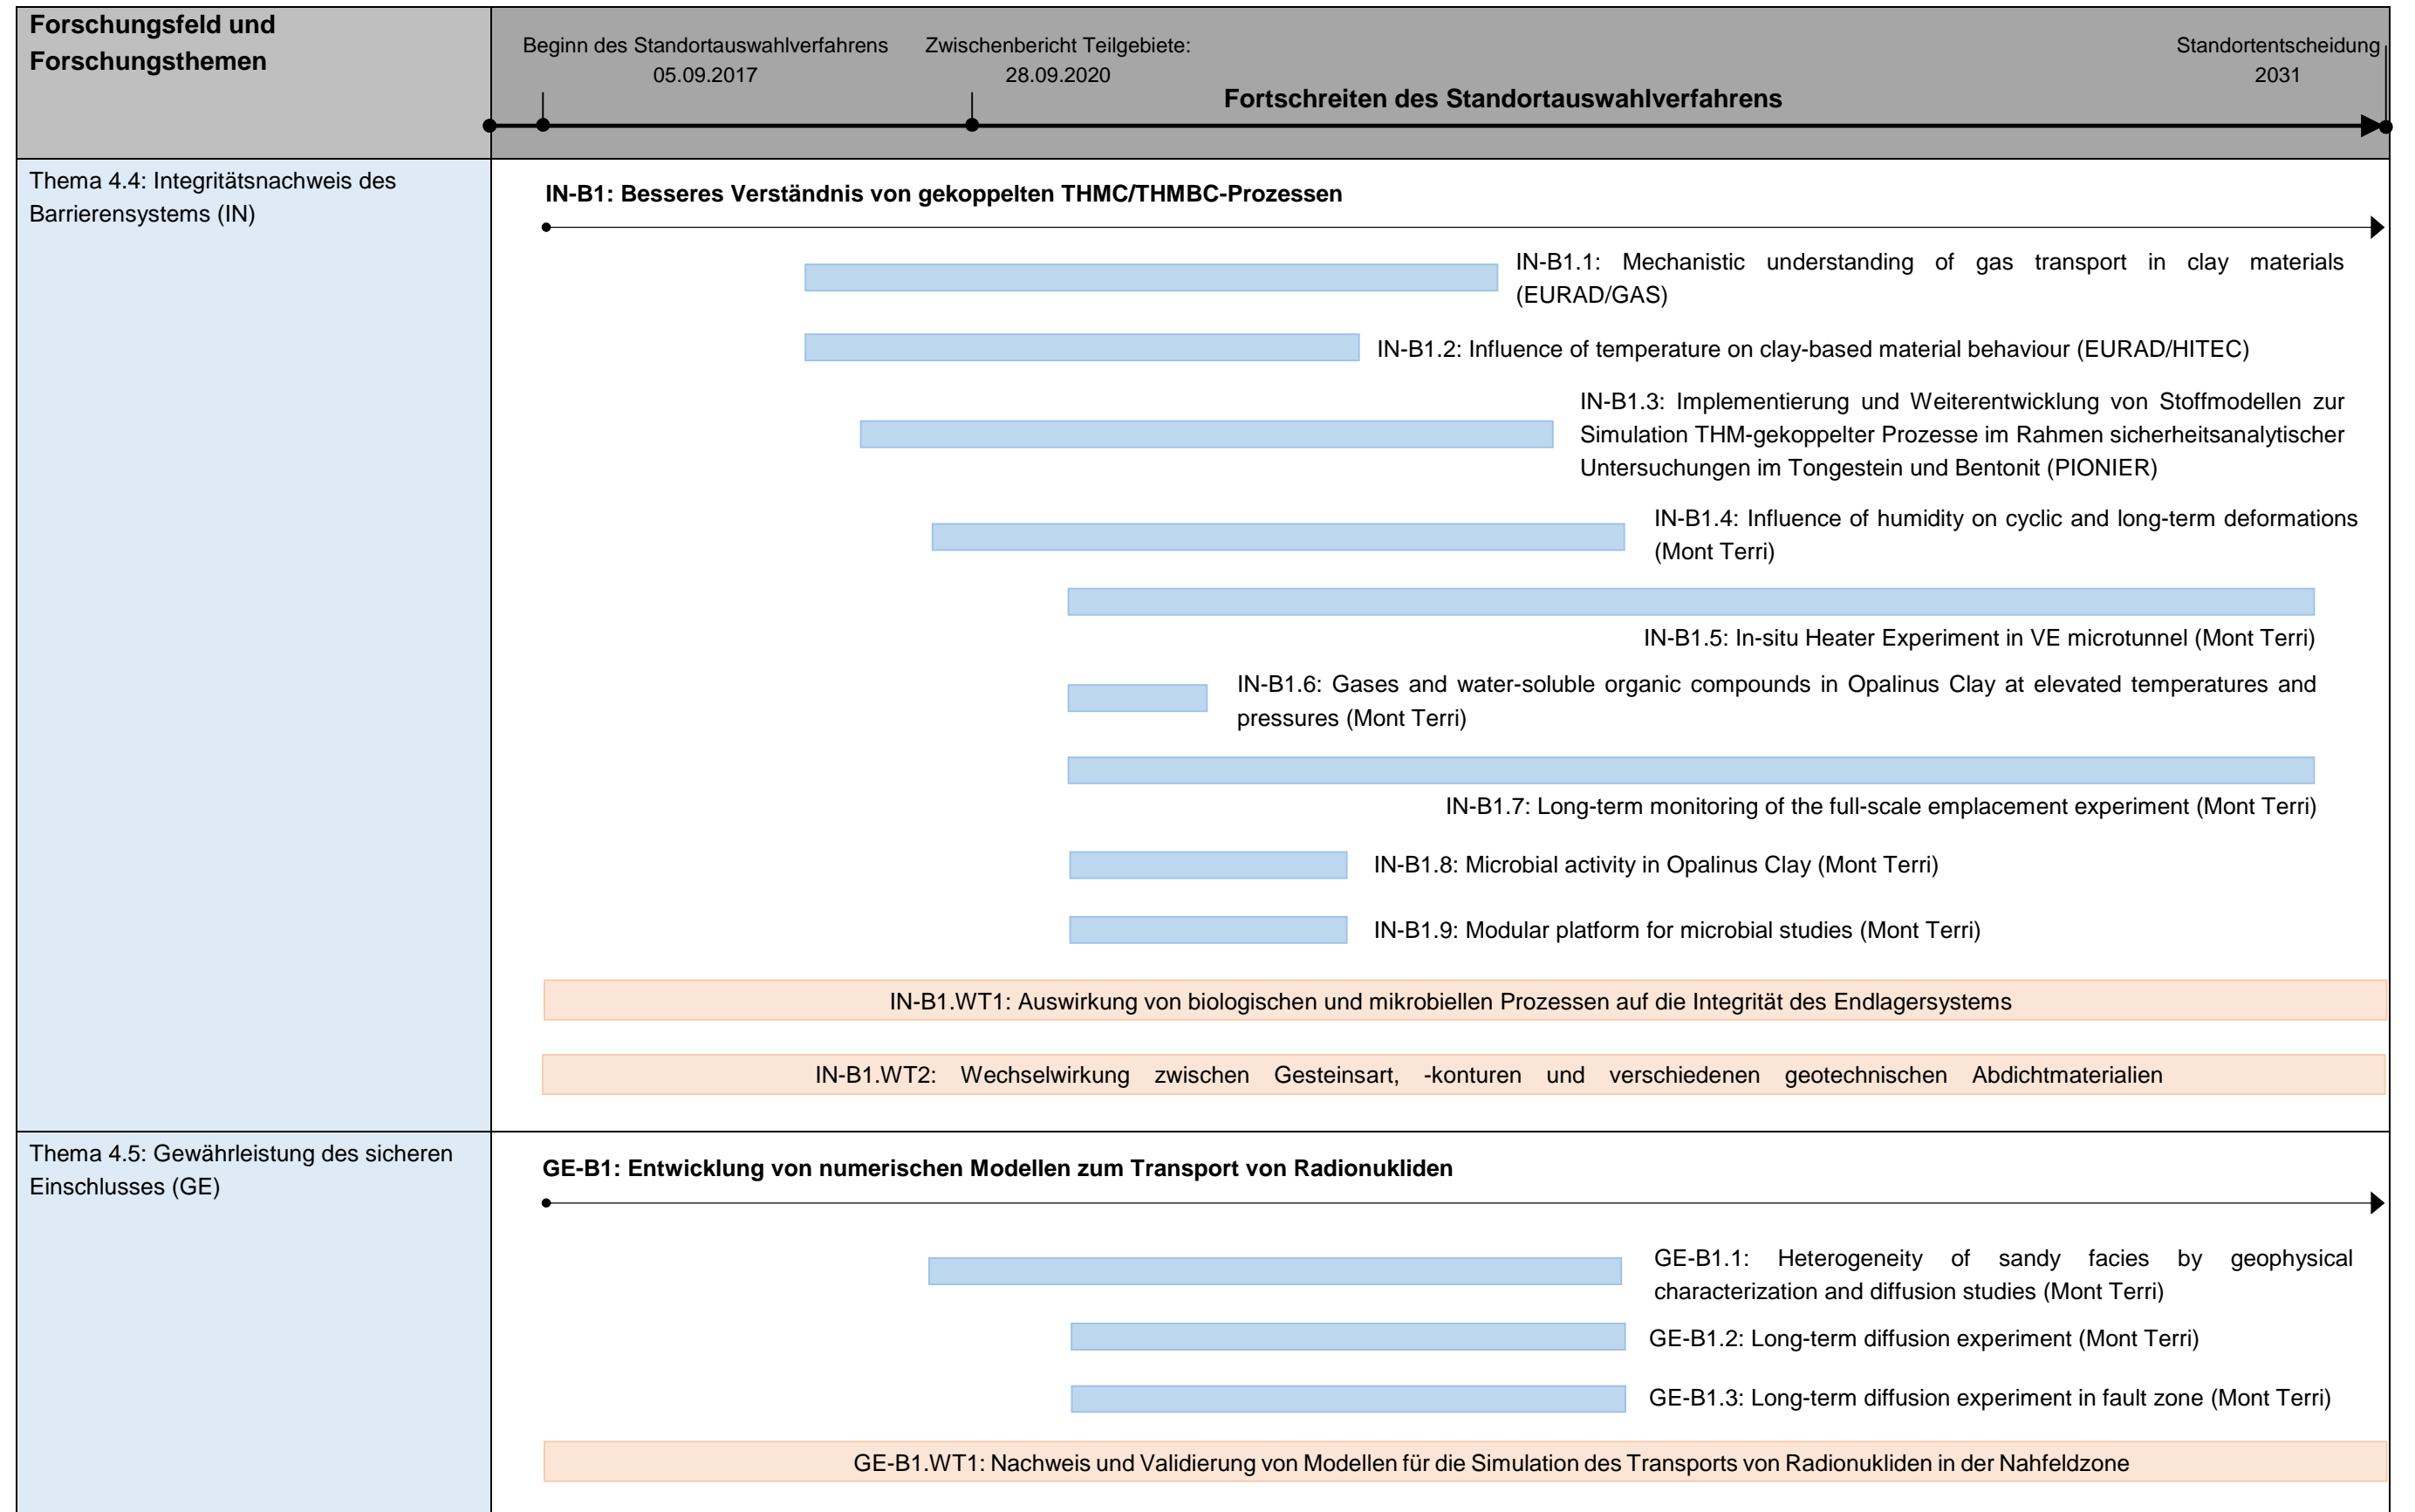 Forschungsfeld und
Forschungsthemen
Beginn des Standortauswahlverfahrens
05.09.2017
Zwischenbericht Teilgebiete:
28.09.2020
Standortentscheidung
2031
Fortschreiten des Standortauswahlverfahrens
Thema 4.4: Integritätsnachweis des
Barrierensystems (IN)
IN-B1: Besseres Verständnis von gekoppelten THMC/THMBC-Prozessen
IN-B1.1: Mechanistic understanding of gas transport in clay materials
(EURAD/GAS)
IN-B1.2: Influence of temperature on clay-based material behaviour (EURAD/HITEC)
IN-B1.3: Implementierung und Weiterentwicklung von Stoffmodellen zur
Simulation THM-gekoppelter Prozesse im Rahmen sicherheitsanalytischer
Untersuchungen im Tongestein und Bentonit (PIONIER)
IN-B1.4: Influence of humidity on cyclic and long-term deformations
(Mont Terri)
IN-B1.5: In-situ Heater Experiment in VE microtunnel (Mont Terri)
IN-B1.6: Gases and water-soluble organic compounds in Opalinus Clay at elevated temperatures and
pressures (Mont Terri)
IN-B1.7: Long-term monitoring of the full-scale emplacement experiment (Mont Terri)
IN-B1.8: Microbial activity in Opalinus Clay (Mont Terri)
IN-B1.9: Modular platform for microbial studies (Mont Terri)
IN-B1.WT1: Auswirkung von biologischen und mikrobiellen Prozessen auf die Integrität des Endlagersystems
IN-B1.WT2: Wechselwirkung zwischen Gesteinsart, -konturen und verschiedenen geotechnischen Abdichtmaterialien
Thema 4.5: Gewährleistung des sicheren
Einschlusses (GE)
GE-B1: Entwicklung von numerischen Modellen zum Transport von Radionukliden
GE-B1.1: Heterogeneity of sandy facies by geophysical
characterization and diffusion studies (Mont Terri)
GE-B1.2: Long-term diffusion experiment (Mont Terri)
GE-B1.3: Long-term diffusion experiment in fault zone (Mont Terri)
GE-B1.WT1: Nachweis und Validierung von Modellen für die Simulation des Transports von Radionukliden in der Nahfeldzone